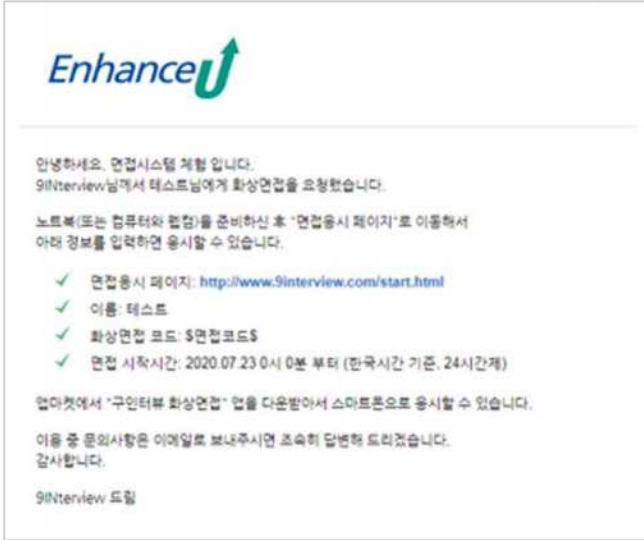 EnhanceU
안녕하세요, 면접시스템 체험 입니다.
9INterview님께서 테스트님에게 화상면접을 요청했습니다.
노트북(또는 컴퓨터와 웹캠)을 준비하신 후 "면접응시 페이지"로 이동해서
아래 정보를 입력하면 응시할 수 있습니다.
면접응시 페이지: http://www.9interview.com/start.html
이름: 테스트
화상면접 코드: $면접코드$
면접 시작시간: 2020.07.23 0시 0분 부터 (한국시간 기준, 24시간제)
앱마켓에서 "구인터뷰 화상면접" 앱을 다운받아서 스마트폰으로 응시할 수 있습니다.
이용 중 문의사항은 이메일로 보내주시면 조속히 답변해 드리겠습니다.
감사합니다.
9INterview 드림